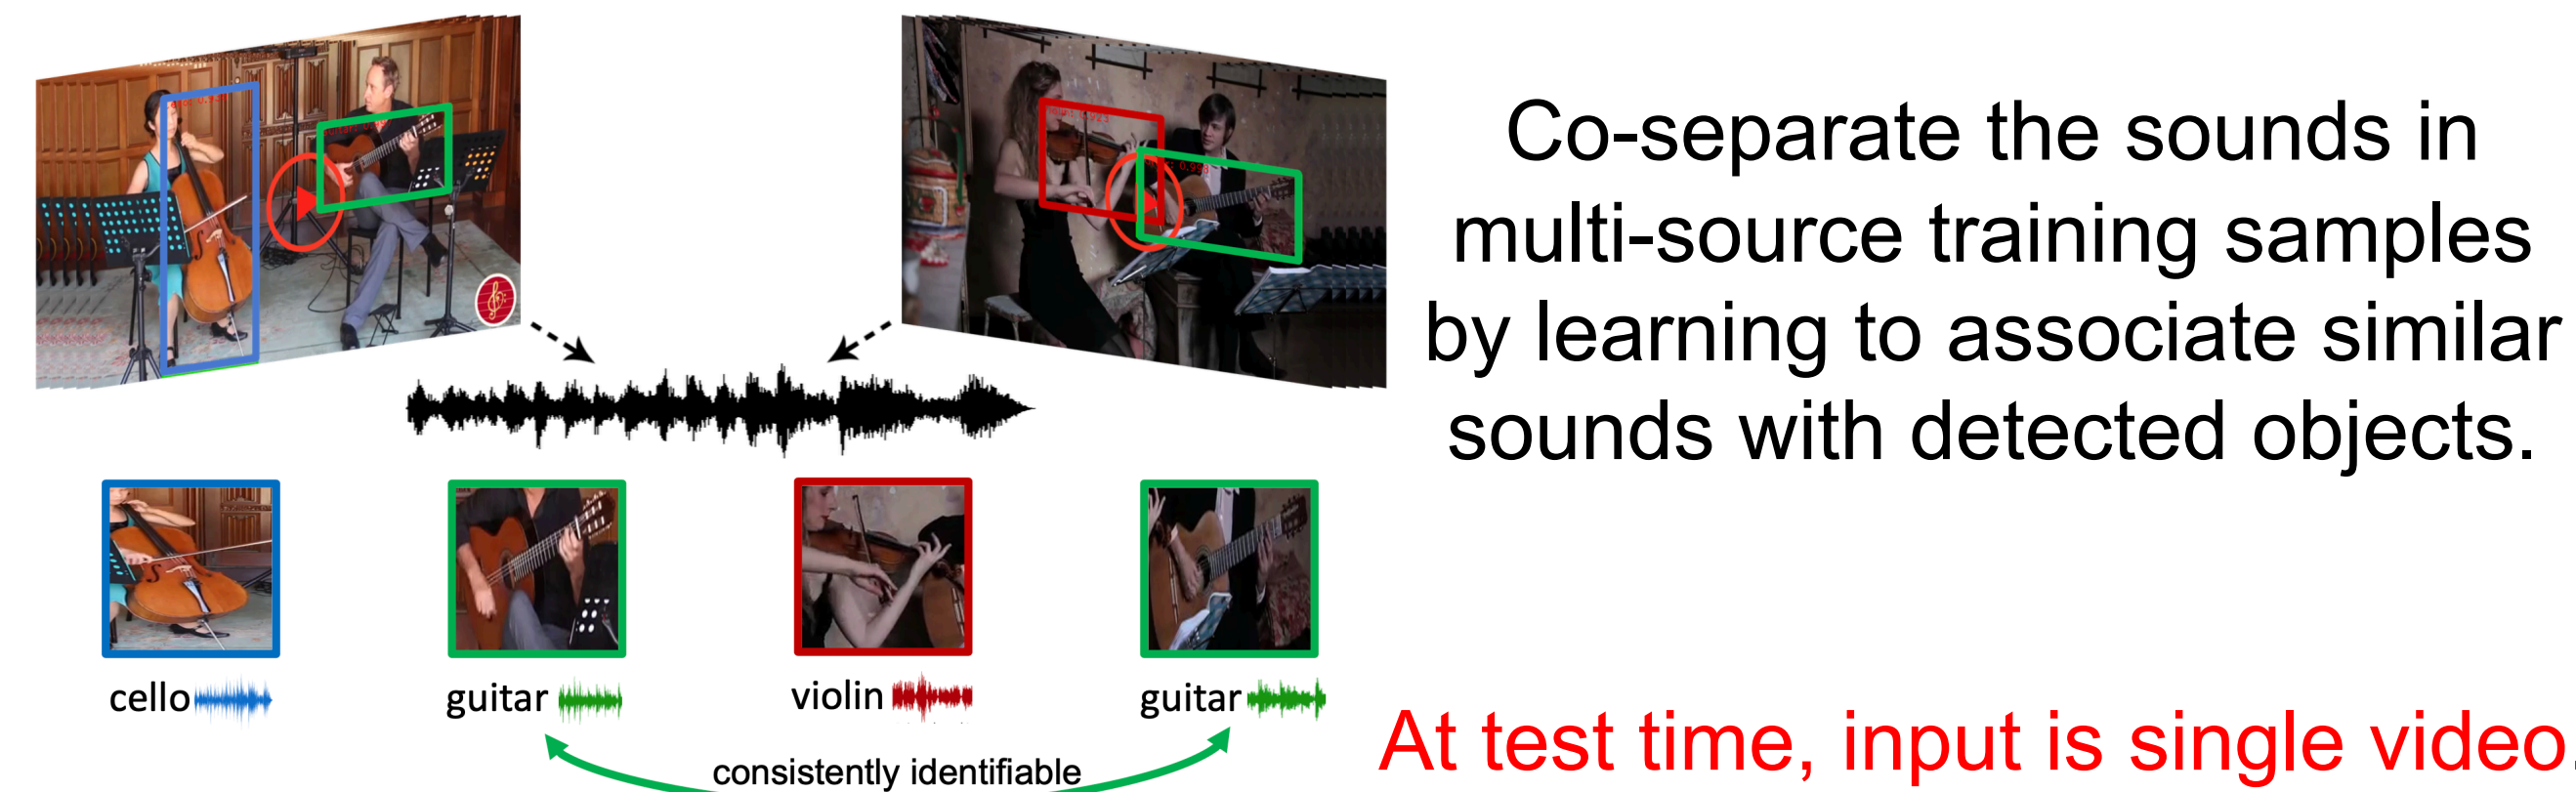 Co-separate the sounds in
multi-source training samples
by learning to associate similar
sounds with detected objects.
cello
guitar
violin
guitar
consistently identifiable
At test time, input is single video.